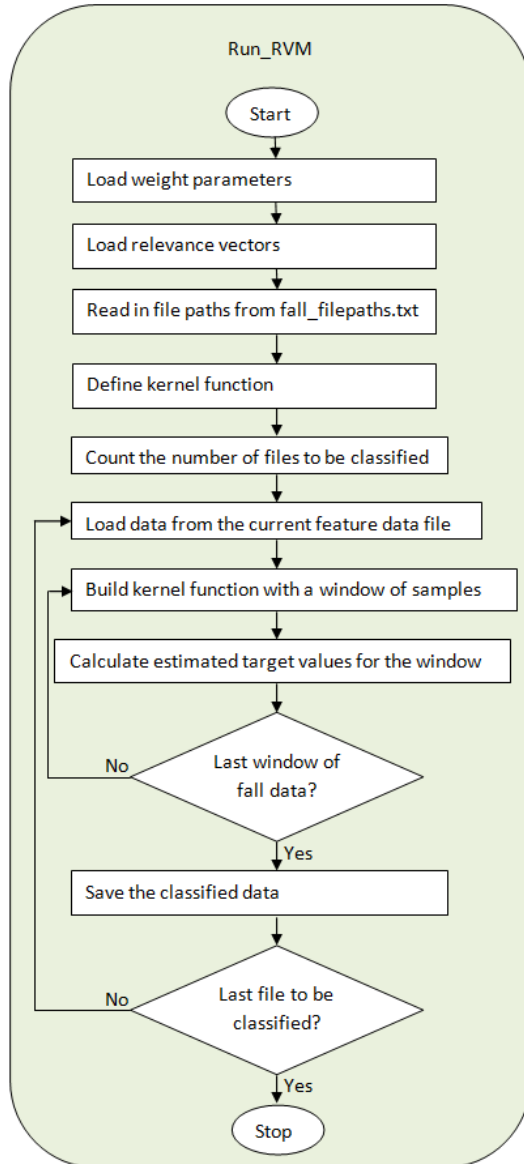 Run_RVM
Start
Load weight parameters
Load relevance vectors
Read in file paths from fall_filepaths.txt
Define kernel function
Count the number of files to be classified
Load data from the current feature data file
Build kernel function with a window of samples
Calculate estimated target values for the window
Last window of
fall data?
No
Yes
Save the classified data
Last file to be
classified?
No
Yes
Stop